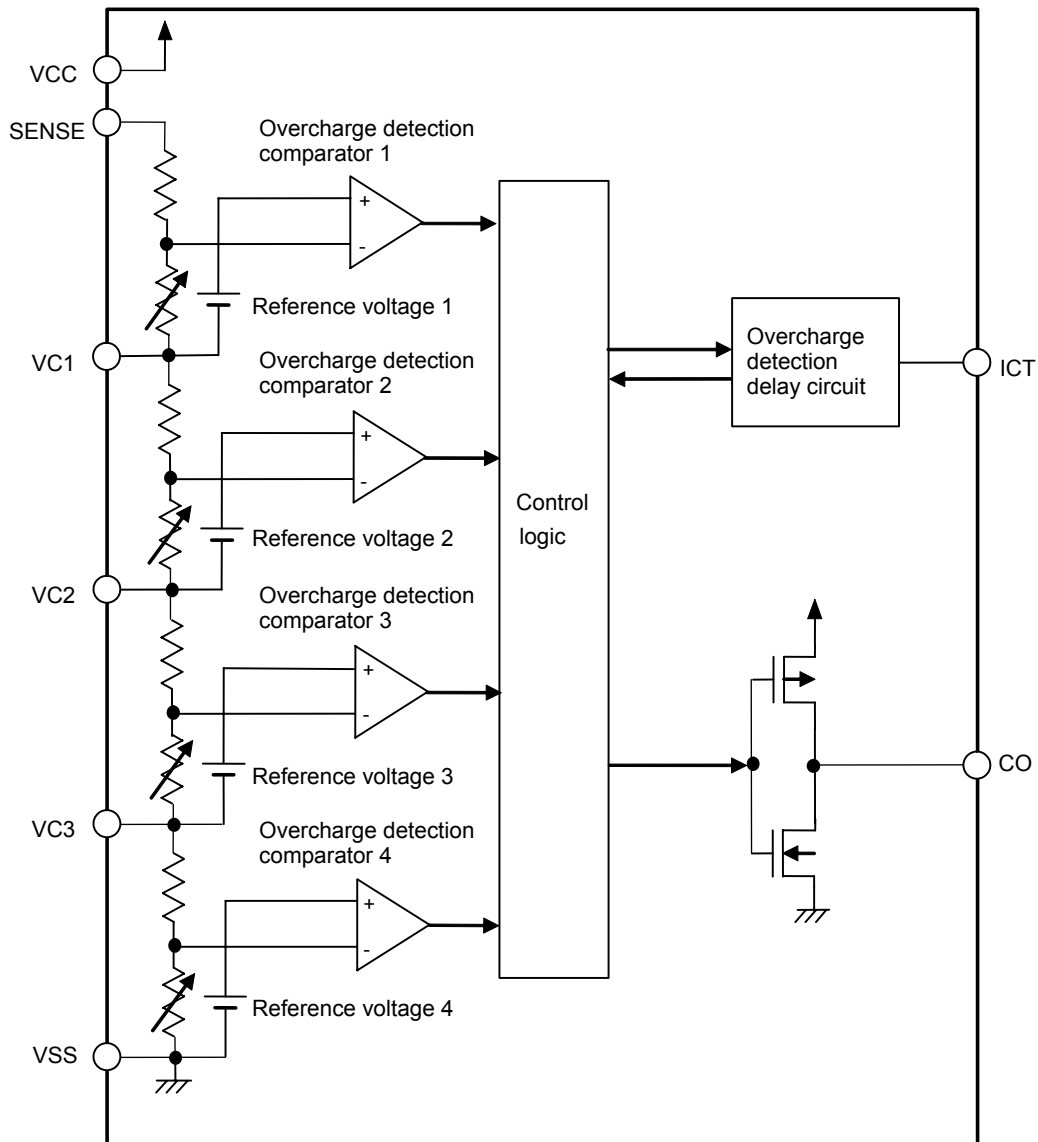 VCC
SENSE
Overcharge detection
comparator 1
+
-
Reference voltage 1
VC1
Overcharge detection
comparator 2
+
-
Reference voltage 2
VC2
Overcharge detection
comparator 3
+
-
Reference voltage 3
VC3
Overcharge detection
comparator 4
+
-
Reference voltage 4
VSS
Control
logic
Overcharge
detection
delay circuit
ICT
CO